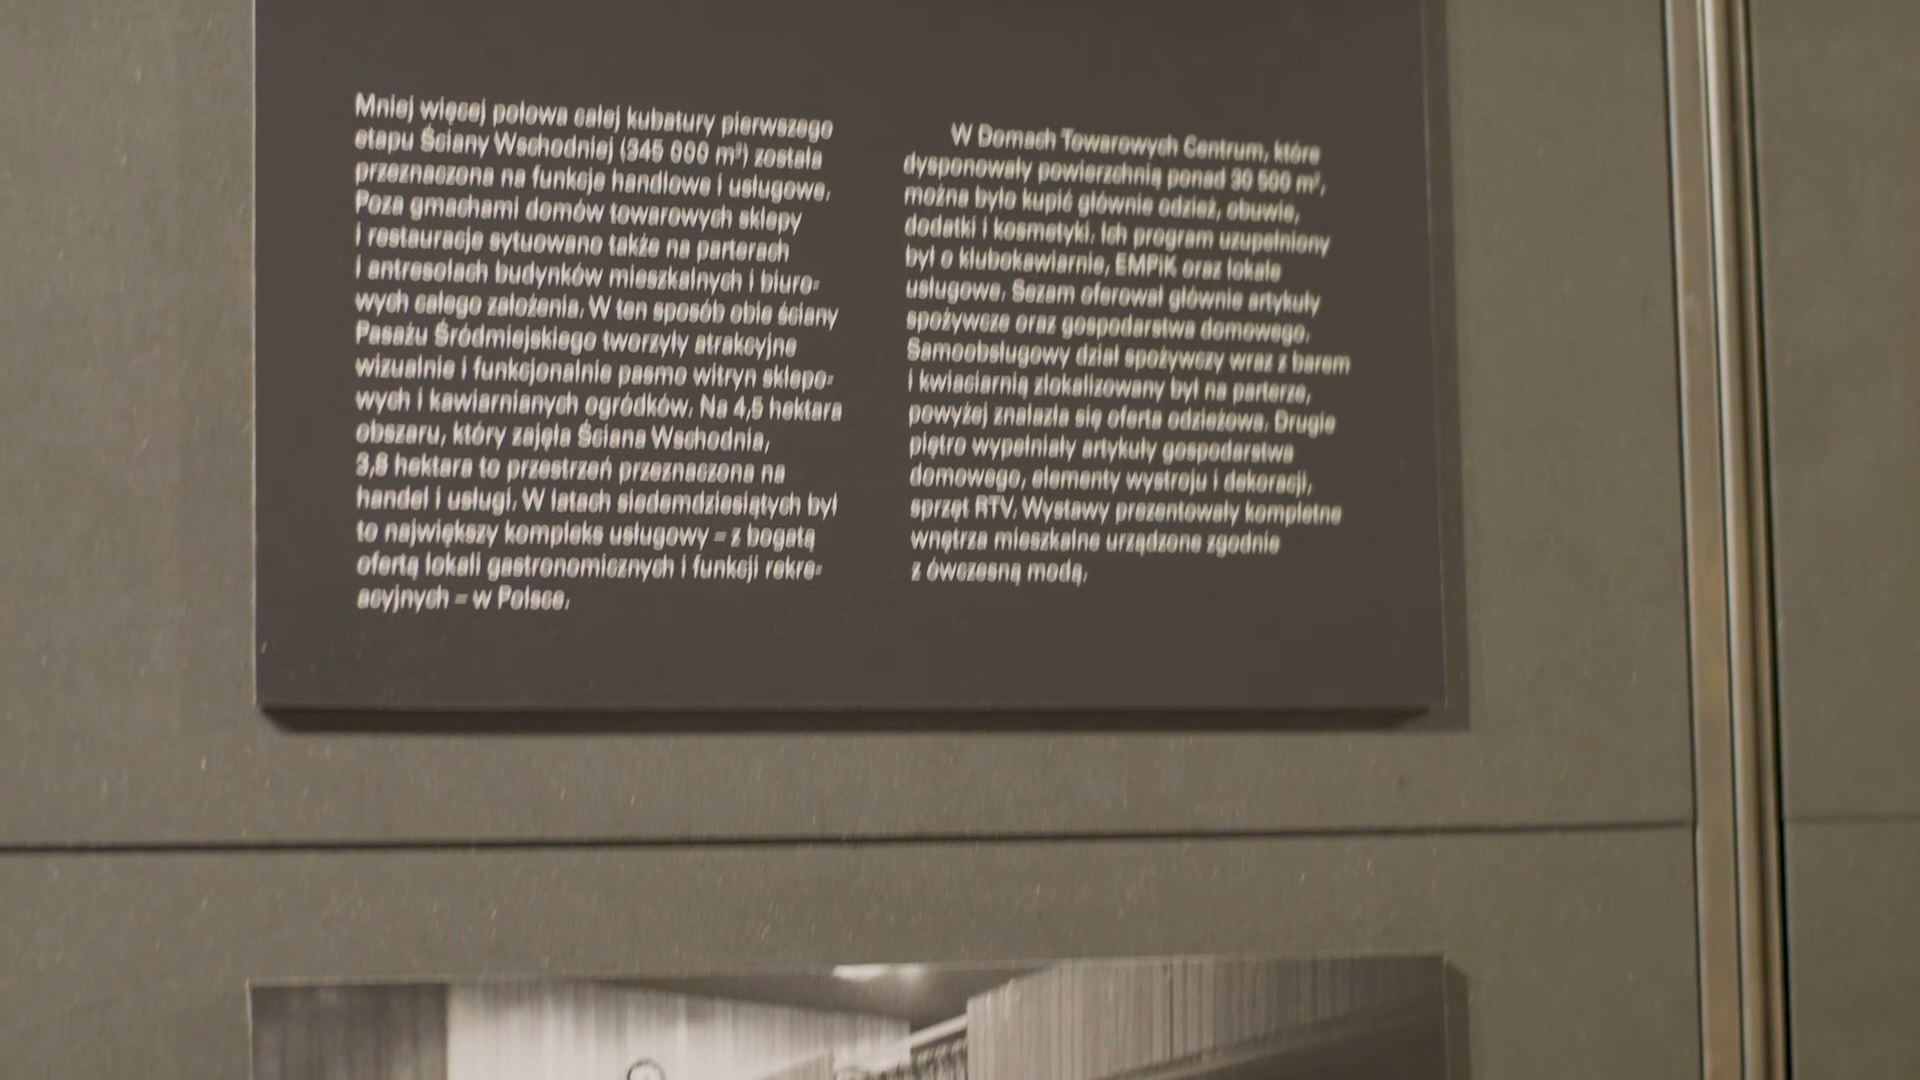 Mniej więcej połowa całej kubatury pierwszego
etapu Ściany Wschodniej (345 000 m³) została
przeznaczona na funkcje handlowe i usługowe.
Poza gmachami domów towarowych sklepy
i restauracje sytuowano także na parterach
i antresolach budynków mieszkalnych i biuro-
wych całego założenia. W ten sposób obie ściany
Pasażu Śródmiejskiego tworzyły atrakcyjne
wizualnie i funkcjonalnie pasmo witryn sklepo-
wych i kawiarnianych ogródków. Na 4,5 hektara
obszaru, który zajęła Ściana Wschodnia,
3,8 hektara to przestrzeń przeznaczona na
handel i usługi. W latach siedemdziesiątych był
to największy kompleks usługowy – z bogatą
ofertą lokali gastronomicznych i funkcji rekre-
acyjnych – w Polsce.
W Domach Towarowych Centrum, które
dysponowały powierzchnią ponad 30 500 m²,
można było kupić głównie odzież, obuwie,
dodatki i kosmetyki. Ich program uzupełniony
był o klubokawiarnie, EMPiK oraz lokale
usługowe. Sezam oferował głównie artykuły
spożywcze oraz gospodarstwa domowego.
Samoobsługowy dział spożywczy wraz z barem
i kwiaciarnią zlokalizowany był na parterze,
powyżej znalazła się oferta odzieżowa. Drugie
piętro wypełniały artykuły gospodarstwa
domowego, elementy wystroju i dekoracji,
sprzęt RTV. Wystawy prezentowały kompletne
wnętrza mieszkalne urządzone zgodnie
z ówczesną modą.